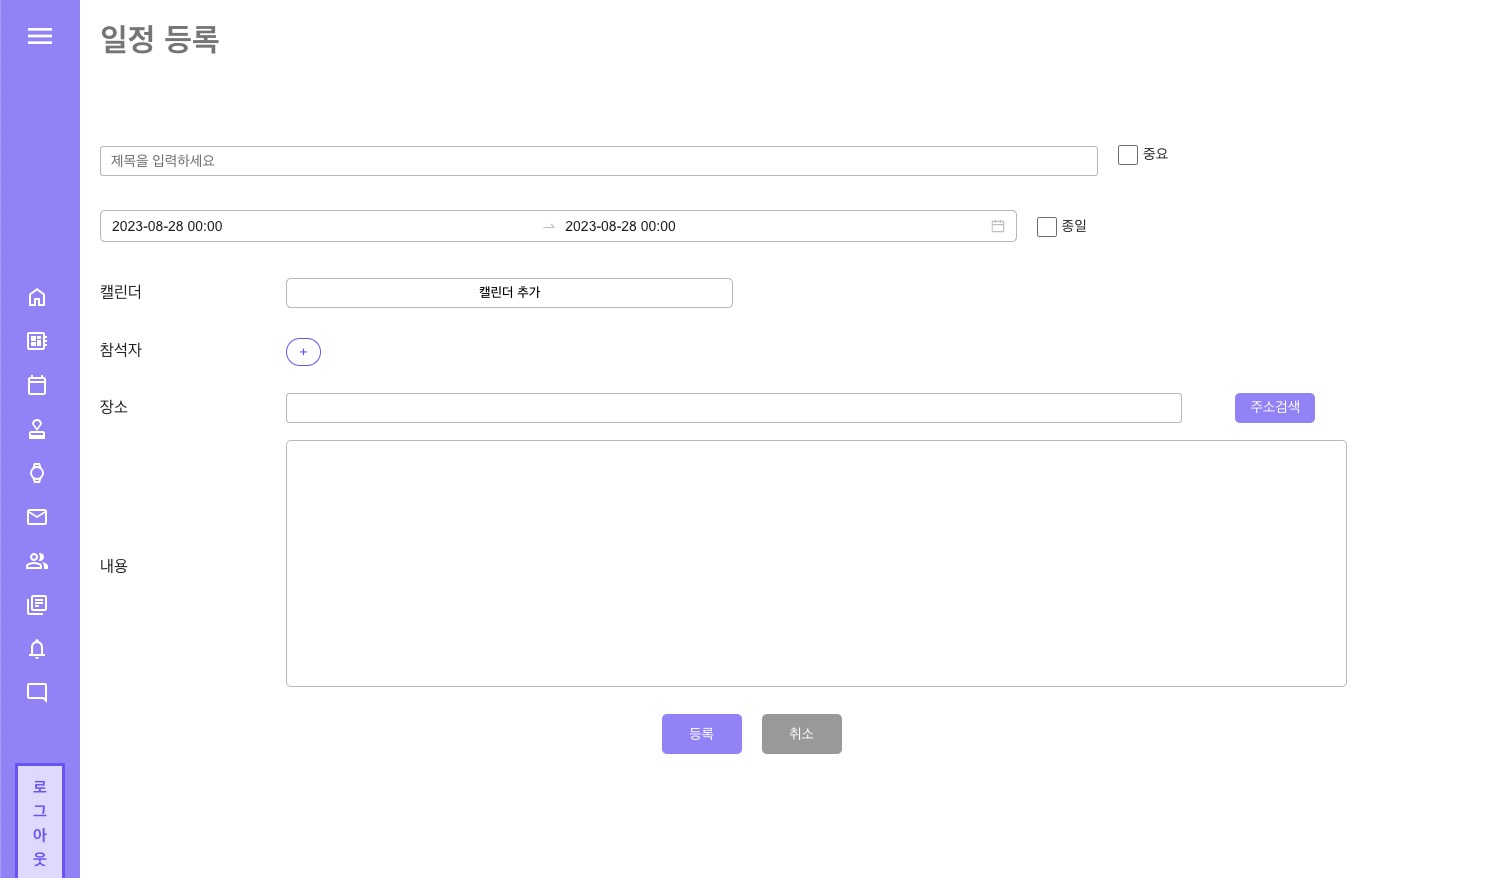 일정 등록
제목을 입력하세요
중요
2023-08-28 00:00 → 2023-08-28 00:00
종일
캘린더
캘린더 추가
참석자
+
장소
주소검색
내용
등록
취소
로
그
아
웃